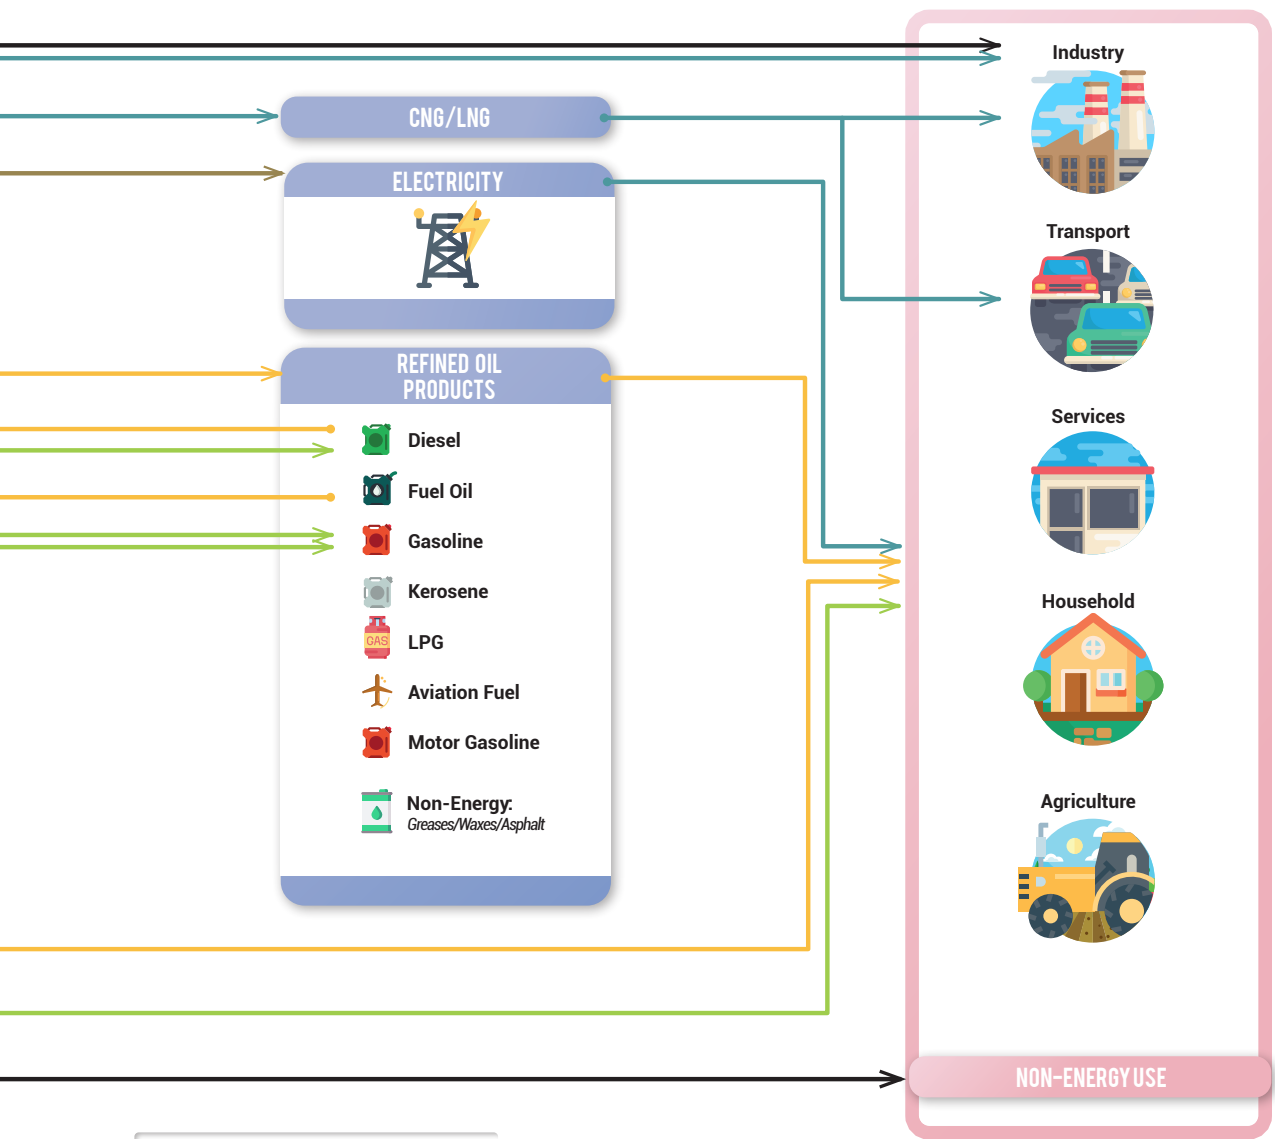 Industry
CNG/LNG
ELECTRICITY
Transport
REFINED OIL
PRODUCTS
Diesel
Fuel Oil
Gasoline
Kerosene
GAS
LPG
Aviation Fuel
Motor Gasoline
Non-Energy:
Greases/Waxes/Asphalt
Services
Household
Agriculture
NON-ENERGY USE